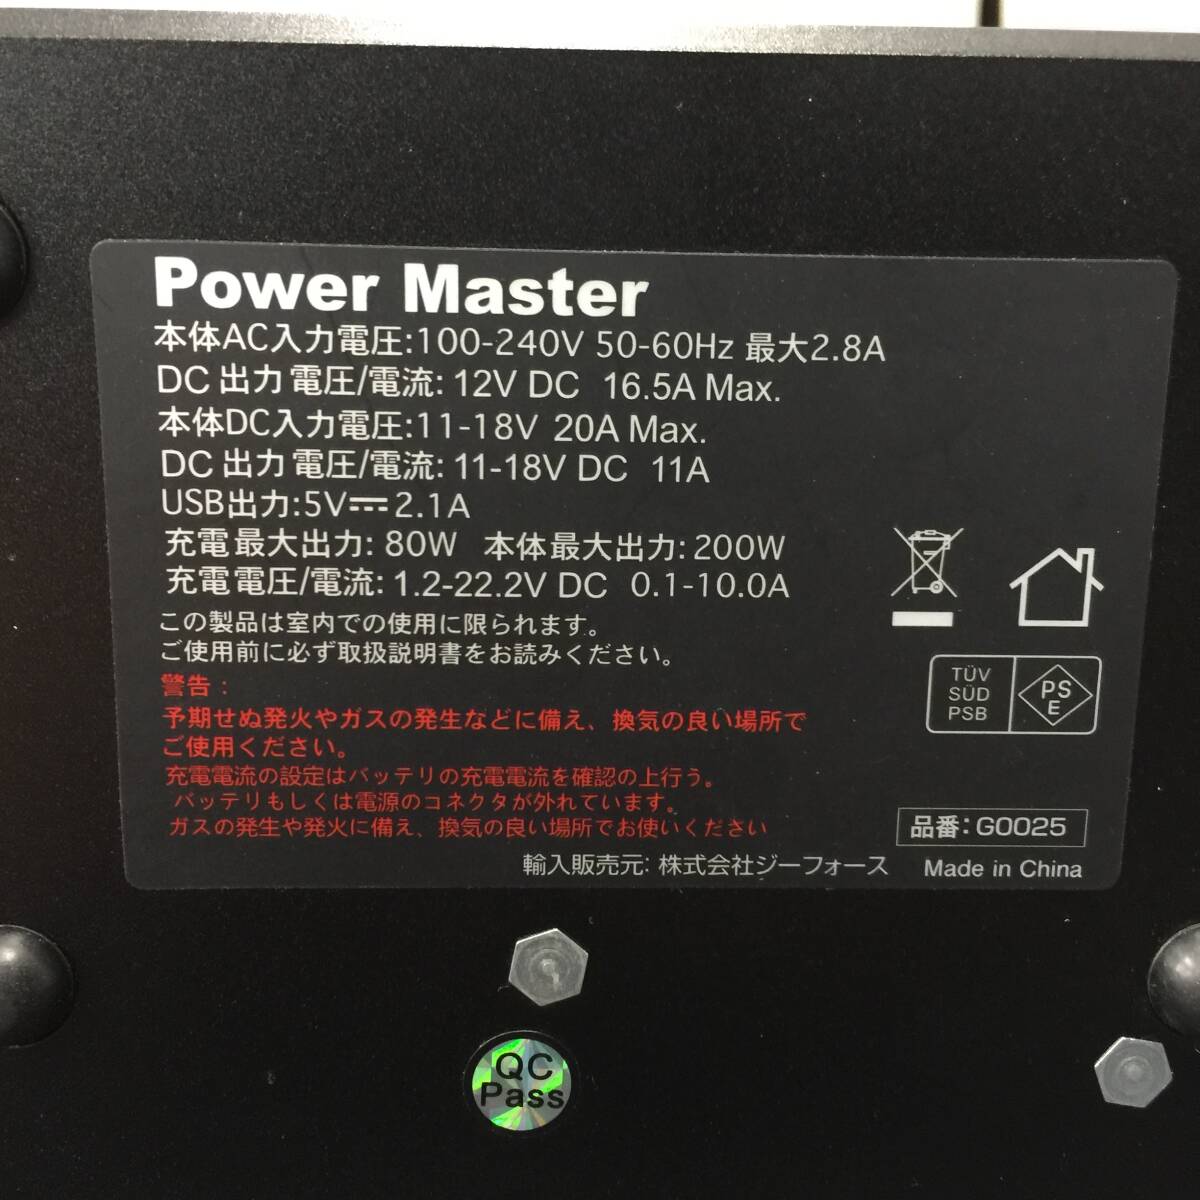 Power Master
本体AC入力電圧:100-240V 50-60Hz 最大2.8A
DC 出力 電圧/電流: 12V DC 16.5A Max.
本体DC入力電圧:11-18V 20A Max.
DC 出力 電圧/電流: 11-18V DC 11A
USB出力:5V⎓2.1A
充電 最大出力: 80W 本体最大出力: 200W
充電 電圧/電流: 1.2-22.2V DC 0.1-10.0A
この製品は室内での使用に限られます。
ご使用前に必ず取扱説明書をお読みください。
警告：
予期せぬ発火やガスの発生などに備え、換気の良い場所で
ご使用ください。
充電電流の設定はバッテリの充電電流を確認の上行う。
バッテリもしくは電源のコネクタが外れています。
ガスの発生や発火に備え、換気の良い場所でお使いください
TÜV
SÜD
PSB
PS
E
品番: G0025
輸入販売元: 株式会社ジーフォース Made in China
QC
Pass